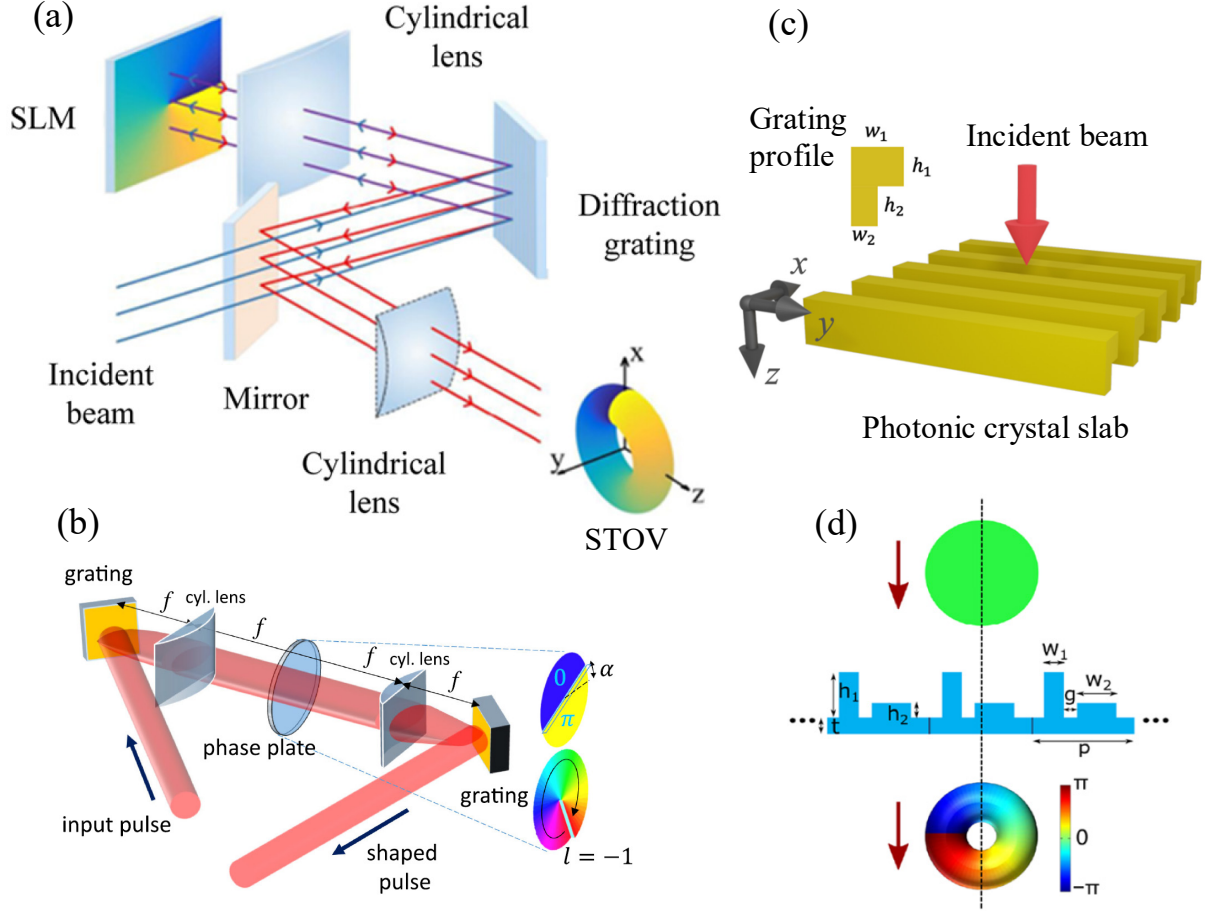 (a)
Cylindrical
lens
SLM
Diffraction
grating
Incident
beam
Mirror
Cylindrical
lens
x
y
z
STOV
(b)
grating
f
cyl. lens
f
f
cyl. lens
f
phase plate
0
π
α
input pulse
grating
shaped
pulse
l = −1
(c)
Grating
profile
w₁
h₁
h₂
w₂
Incident beam
x
y
z
Photonic crystal slab
(d)
w₁
h₁
g
w₂
h₂
t
p
π
0
-π